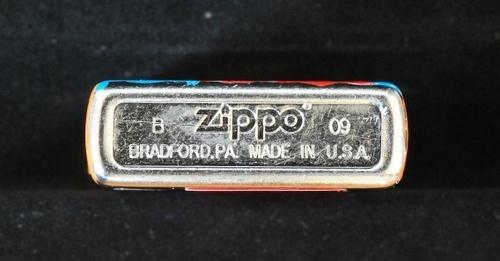 B zippo® 09
BRADFORD,PA. MADE IN U.S.A